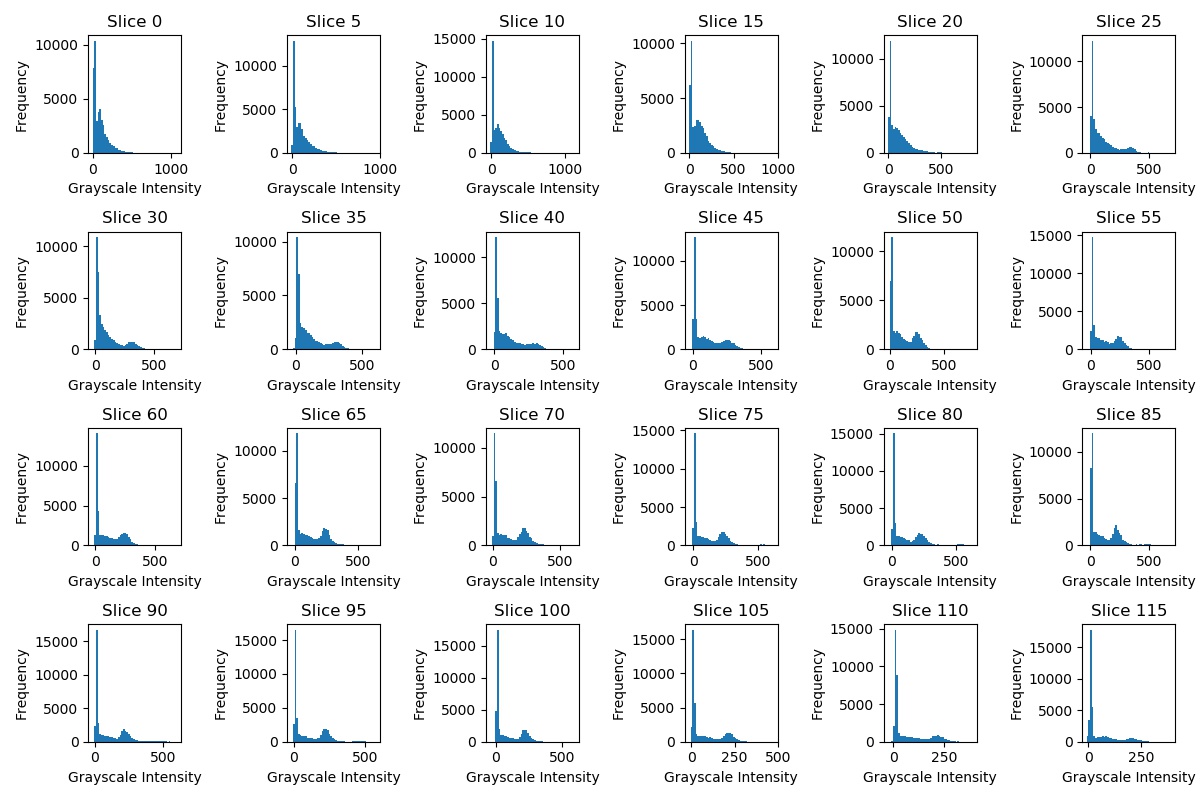 Slice 0 Slice 5 Slice 10 Slice 15 Slice 20 Slice 25
10000 10000 15000 10000 10000 10000
5000 5000 10000 5000 5000 5000
0 0 5000 0 0 0
0
Frequency Frequency Frequency Frequency Frequency Frequency
0 1000 0 1000 0 1000 0 500 1000 0 500 0 500
Grayscale Intensity Grayscale Intensity Grayscale Intensity Grayscale Intensity Grayscale Intensity Grayscale Intensity
Slice 30 Slice 35 Slice 40 Slice 45 Slice 50 Slice 55
10000 10000 10000 10000 10000 15000
5000 5000 5000 5000 5000 10000
0 0 0 0 0 5000
0
Frequency Frequency Frequency Frequency Frequency Frequency
0 500 0 500 0 500 0 500 0 500 0 500
Grayscale Intensity Grayscale Intensity Grayscale Intensity Grayscale Intensity Grayscale Intensity Grayscale Intensity
Slice 60 Slice 65 Slice 70 Slice 75 Slice 80 Slice 85
10000 10000 10000 15000 15000 10000
5000 5000 5000 10000 10000 5000
0 0 0 5000 5000 0
0 0
Frequency Frequency Frequency Frequency Frequency Frequency
0 500 0 500 0 500 0 500 0 500 0 500
Grayscale Intensity Grayscale Intensity Grayscale Intensity Grayscale Intensity Grayscale Intensity Grayscale Intensity
Slice 90 Slice 95 Slice 100 Slice 105 Slice 110 Slice 115
15000 15000 15000 15000 15000 15000
10000 10000 10000 10000 10000 10000
5000 5000 5000 5000 5000 5000
0 0 0 0 0 0
Frequency Frequency Frequency Frequency Frequency Frequency
0 500 0 500 0 500 0 250 500 0 250 0 250
Grayscale Intensity Grayscale Intensity Grayscale Intensity Grayscale Intensity Grayscale Intensity Grayscale Intensity